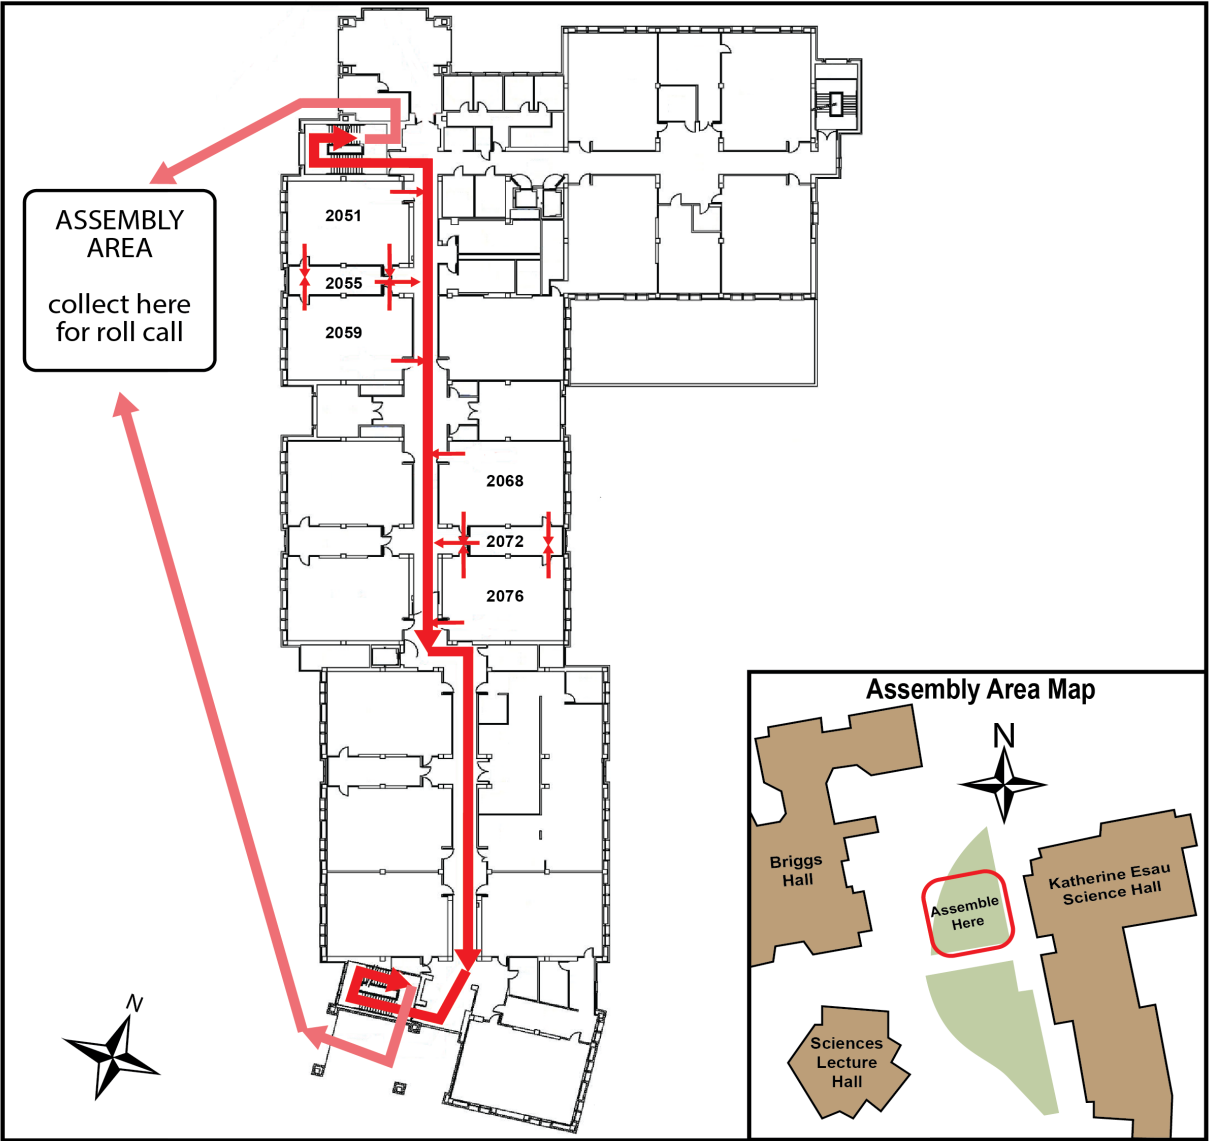 ASSEMBLY
AREA
collect here
for roll call
2051
2055
2059
2068
2072
2076
N
Assembly Area Map
N
Briggs
Hall
Katherine Esau
Science Hall
Assemble
Here
Sciences
Lecture
Hall